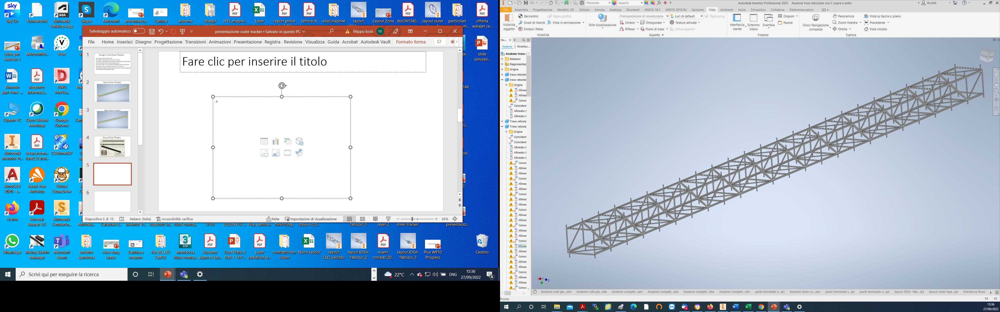 Sky Go
Thunderbird
Autodesk
Desktop App
Skype
Microsoft
presentazio...
Cattura
assieme
disegni
HTS_magne...
Layer
report prova
Lettera di
assicurazione
layout
Layout Zona
doc041340...
layout outer
particolari
offerta
watajet ce...
Salvataggio automatico
presentazione outer tracker • Salvato in questo PC
filippo bosi
FB
File Home Inserisci Disegno Progettazione Transizioni Animazioni Presentazione Registra Revisione Visualizza Guida Acrobat Autodesk Vault Formato forma
slide per
Fabrizio 1
MicrosoftPr...
Vibe
slide
simulati...
Rinnovo
part-time -...
supporto
intermedi...
DWG
TrueVie...
Questo PC
Cisco Webex
Meetings
Google
Chrome
Autodesk
Inventor Pr...
clean_room...
fase2_9_trat...
CDBurnerXP
AutoCAD
2020 - I...
Avast Free
Antivirus
Virtual
CloneDrive
Firefox
Acrobat
Reader DC
Autodesk
Simulatio...
1
Design of the Outer Tracker
2
Stave Outer Tracker
3
Stave Outer Tracker
4
Stave Outer Tracker
5
6
Fare clic per inserire il titolo
Diapositiva 5 di 10
Italiano (Italia)
Accessibilità: verifica
Note
Impostazioni di visualizzazione
69%
Autodes...
Catastale t...
Inventor Pr...
supporto in...
flussi contra...
9176
LOSON FCC ...
Pisa, Lamina...
minifitting...
stave e col...
fabrizio_1
layer 2
Inner tracker
presentazio...
WhatsApp
Inkling Sketch
Manager
Microsoft
Teams
bollette
iperdrola
slide long
stave
Cattura x
roberto
file BELLE2
CMOS
Interfaccia
flussi contra...
Assieme
piano di lav...
Cold Plate 4
Tubi T=15°...
Layer
radiation le...
contratto tim
vision
Nuovi layout
layout
CLD_vecchio
layout IDEA-
fabrizio_2
esami
corrado 20...
layout IDEA-
fabrizio_3
Pisa WP10
Progress
Cestino
Scrivi qui per eseguire la ricerca
22°C
ENG
15:36
27/09/2022
4
Materiale
Aspetto
Autodesk Inventor Professional 2021 Assieme truss reticolare con C sopra e sotto
Accedi
File Assembla Progettazione Modello 3D Schizzo Annota Analizza Strumenti ANSYS 18.1 ANSYS 2019 R2 Gestione Vista Ambienti Inizia Simulation Collabora Elettromeccanico
Visibilità
oggetto
Baricentro
Gradi di libertà
Simboli iMate
Taglia grafica
Vista in semisezione
Visibilità
Stile visualizzazione
Preimpostazioni di visualizzazion
Ombre
Riflessi
Ortogonale
Piano di base
Luci di default
Texture attivate
Affina aspetto
Raytracing
Aspetto
Interfaccia
utente
Schermo
intero
Scambia
Disponi
Nuova
Finestre
Disco Navigazione
completa
Panoramica
Zoom finestra
Orbita
Vista su faccia o piano
Precedente
Vista iniziale
Esplora
Mo...
Assieme
Modellaz...
Assieme truss r
Relazioni
Rappresentaz
Origine
trave reticolar
trave reticolar
Origine
Allinea
Allinea
Coinci
Coincident
Allineato:1
Allineato:1
Trave reticola
Trave reticola
Origine
Coincident
Coincident
Allineato:1
Allineato:1
Allineato:1
Coincic
Allinea
Allinea
Coincic
Allinea
Allinea
Coincic
Allinea
Allinea
Coincic
Allinea
Allinea
Coincic
Allinea
Allinea
Coincic
Allinea
Allinea
Coincic
Allinea
Allinea
Coincic
Allinea
Allinea
Coincic
Assieme cold pla...iam
Assieme cold pla...idw
Assieme complet...iam
Assieme complet...idw
Assieme complet...idw
Assieme complet...iam
parte terminale a...ipt
Assieme stave co...iam
parte terminale s...ipt
parte terminale o...ipt
layout IDEA- fabr...ipt
layout outer laye...ipt
Interfaccia flussi
Pronto
54
42
15:36
27/09/2022